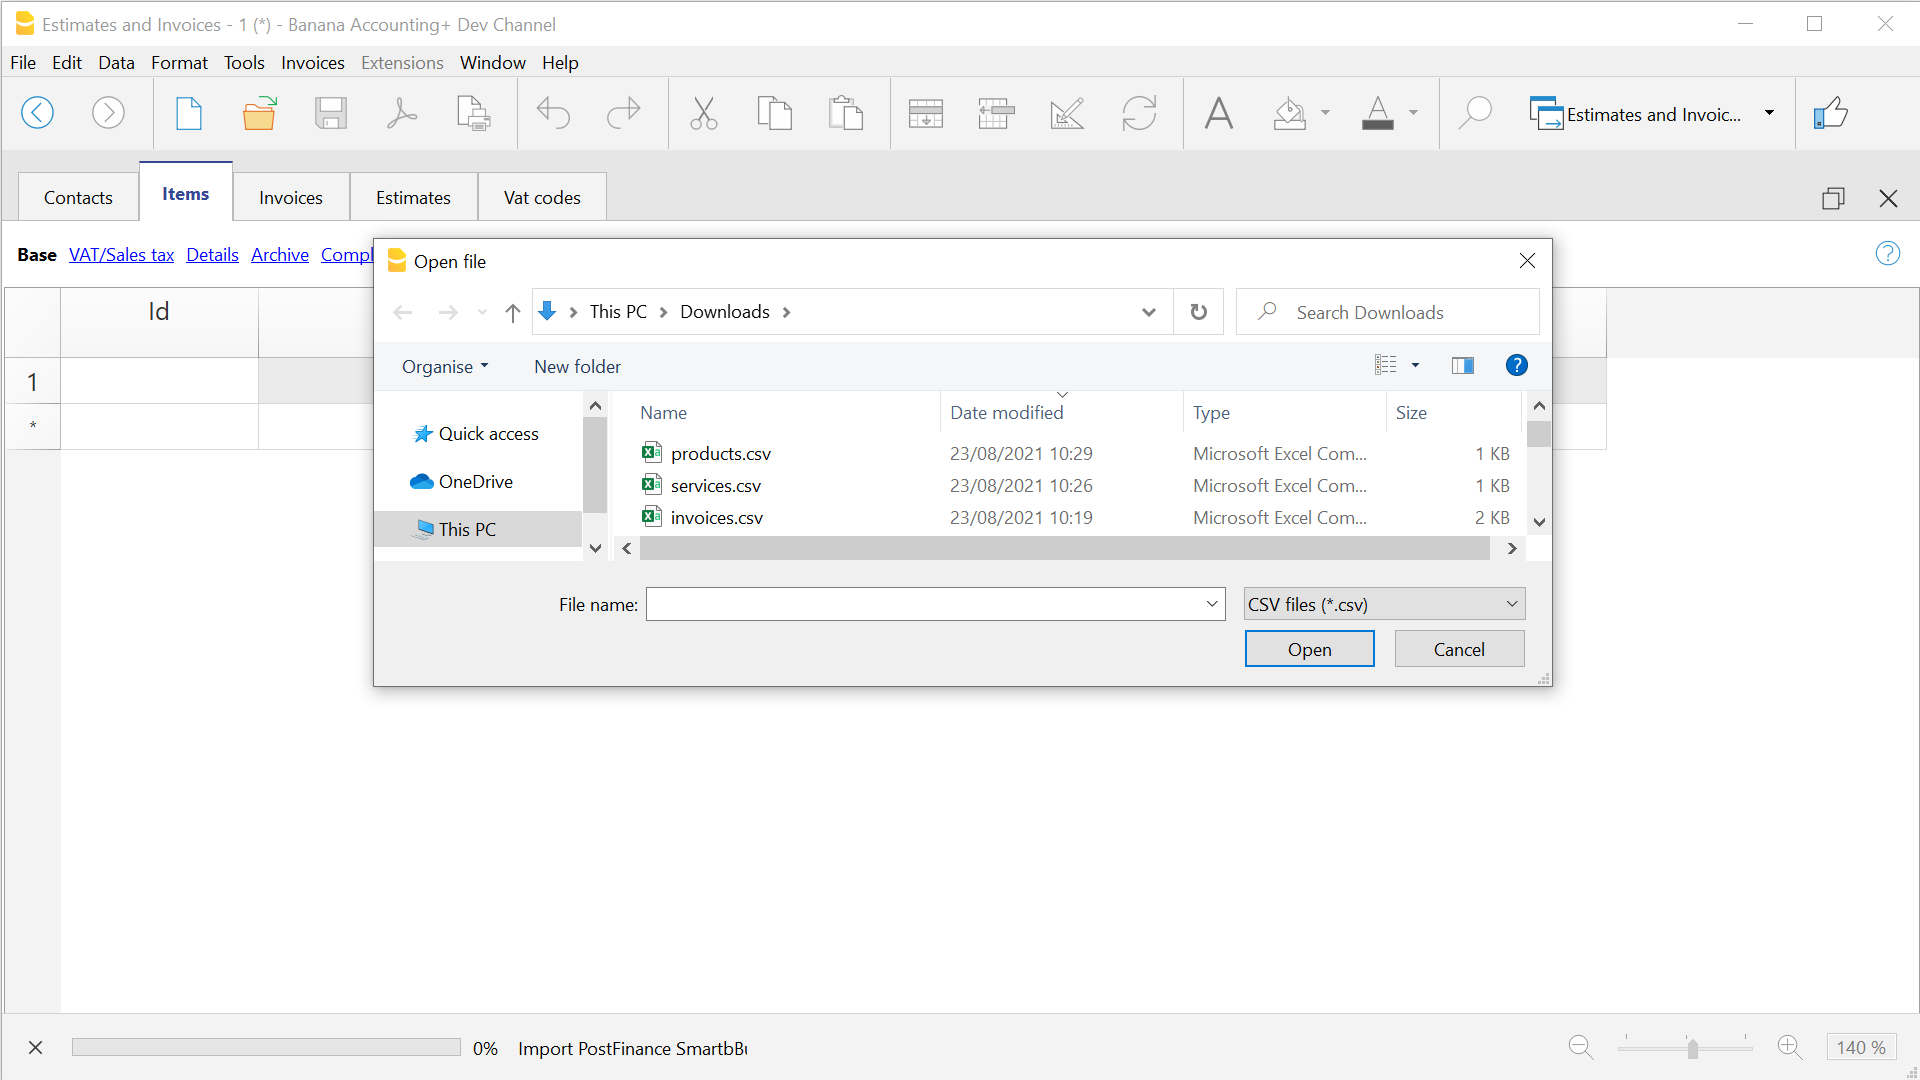 Estimates and Invoices - 1 (*) - Banana Accounting+ Dev Channel
File Edit Data Format Tools Invoices Extensions Window Help
Estimates and Invoic...
Contacts Items Invoices Estimates Vat codes
Base VAT/Sales tax Details Archive Compl
Open file
This PC Downloads
Search Downloads
Organise New folder
Name Date modified Type Size
Quick access
OneDrive
This PC
products.csv 23/08/2021 10:29 Microsoft Excel Com... 1 KB
services.csv 23/08/2021 10:26 Microsoft Excel Com... 1 KB
invoices.csv 23/08/2021 10:19 Microsoft Excel Com... 2 KB
File name:
CSV files (*.csv)
Open Cancel
Id
1
*
0% Import PostFinance SmartbBu
140 %